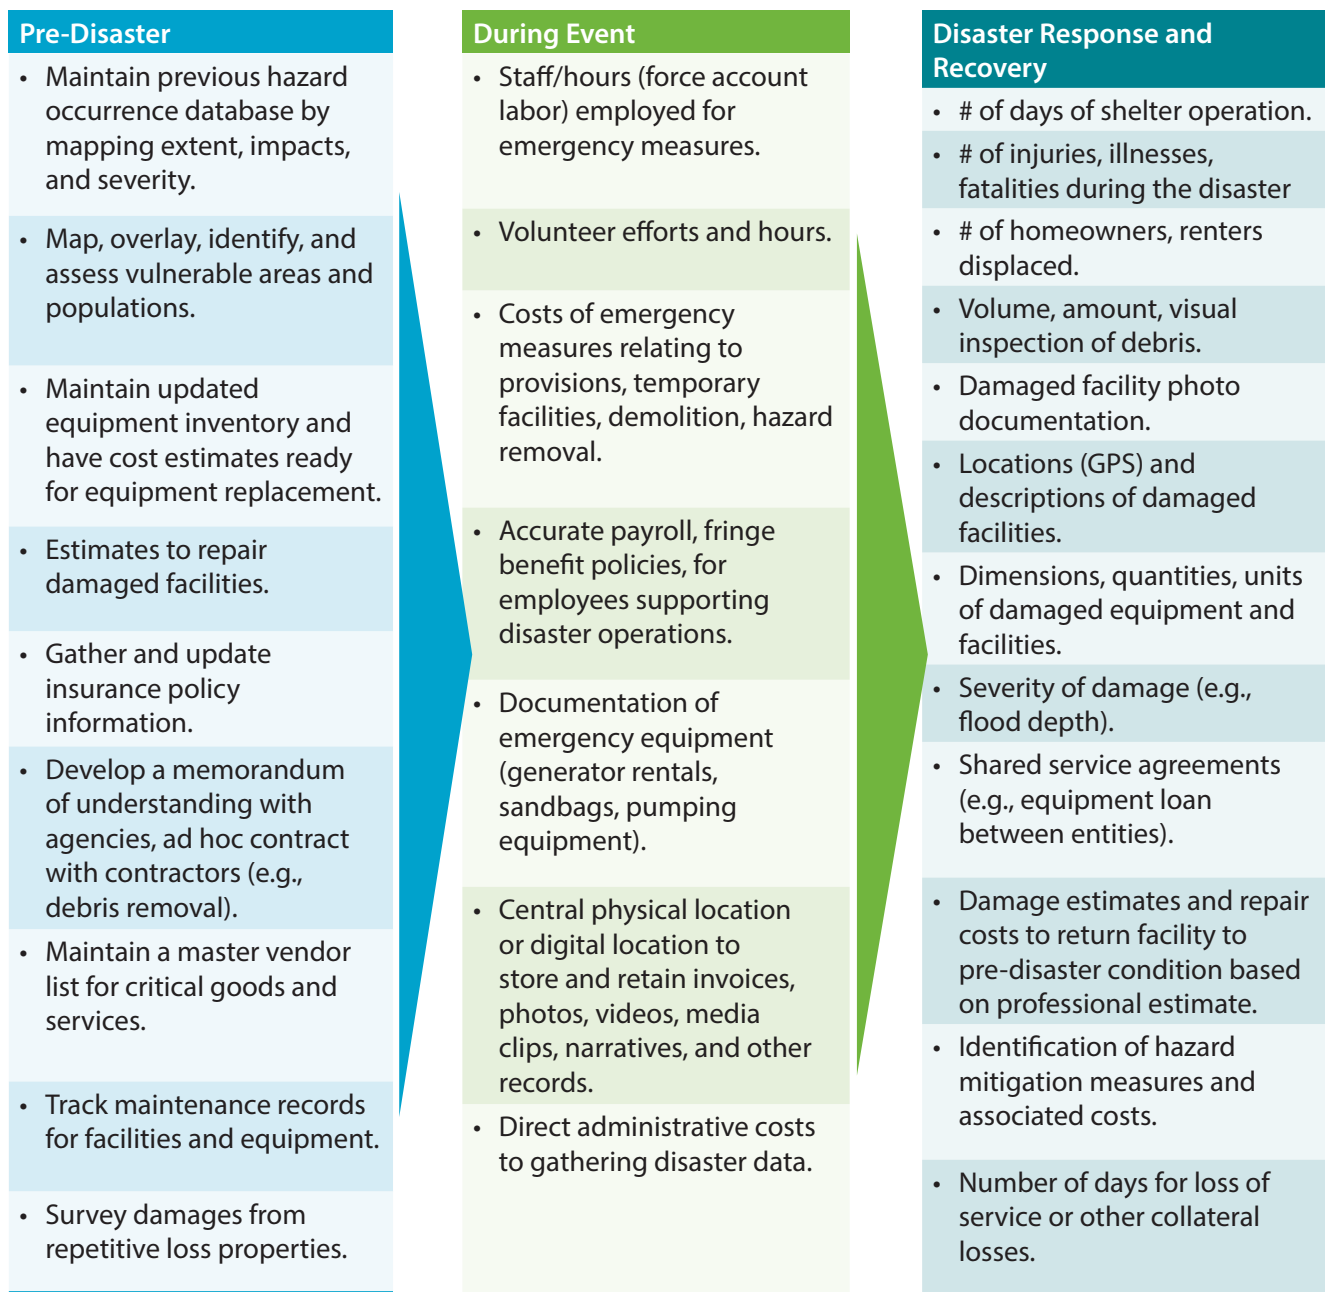 Pre-Disaster
• Maintain previous hazard
occurrence database by
mapping extent, impacts,
and severity.
• Map, overlay, identify, and
assess vulnerable areas and
populations.
• Maintain updated
equipment inventory and
have cost estimates ready
for equipment replacement.
• Estimates to repair
damaged facilities.
• Gather and update
insurance policy
information.
• Develop a memorandum
of understanding with
agencies, ad hoc contract
with contractors (e.g.,
debris removal).
• Maintain a master vendor
list for critical goods and
services.
• Track maintenance records
for facilities and equipment.
• Survey damages from
repetitive loss properties.
During Event
• Staff/hours (force account
labor) employed for
emergency measures.
• Volunteer efforts and hours.
• Costs of emergency
measures relating to
provisions, temporary
facilities, demolition, hazard
removal.
• Accurate payroll, fringe
benefit policies, for
employees supporting
disaster operations.
• Documentation of
emergency equipment
(generator rentals,
sandbags, pumping
equipment).
• Central physical location
or digital location to
store and retain invoices,
photos, videos, media
clips, narratives, and other
records.
• Direct administrative costs
to gathering disaster data.
Disaster Response and
Recovery
• # of days of shelter operation.
• # of injuries, illnesses,
fatalities during the disaster
• # of homeowners, renters
displaced.
• Volume, amount, visual
inspection of debris.
• Damaged facility photo
documentation.
• Locations (GPS) and
descriptions of damaged
facilities.
• Dimensions, quantities, units
of damaged equipment and
facilities.
• Severity of damage (e.g.,
flood depth).
• Shared service agreements
(e.g., equipment loan
between entities).
• Damage estimates and repair
costs to return facility to
pre-disaster condition based
on professional estimate.
• Identification of hazard
mitigation measures and
associated costs.
• Number of days for loss of
service or other collateral
losses.